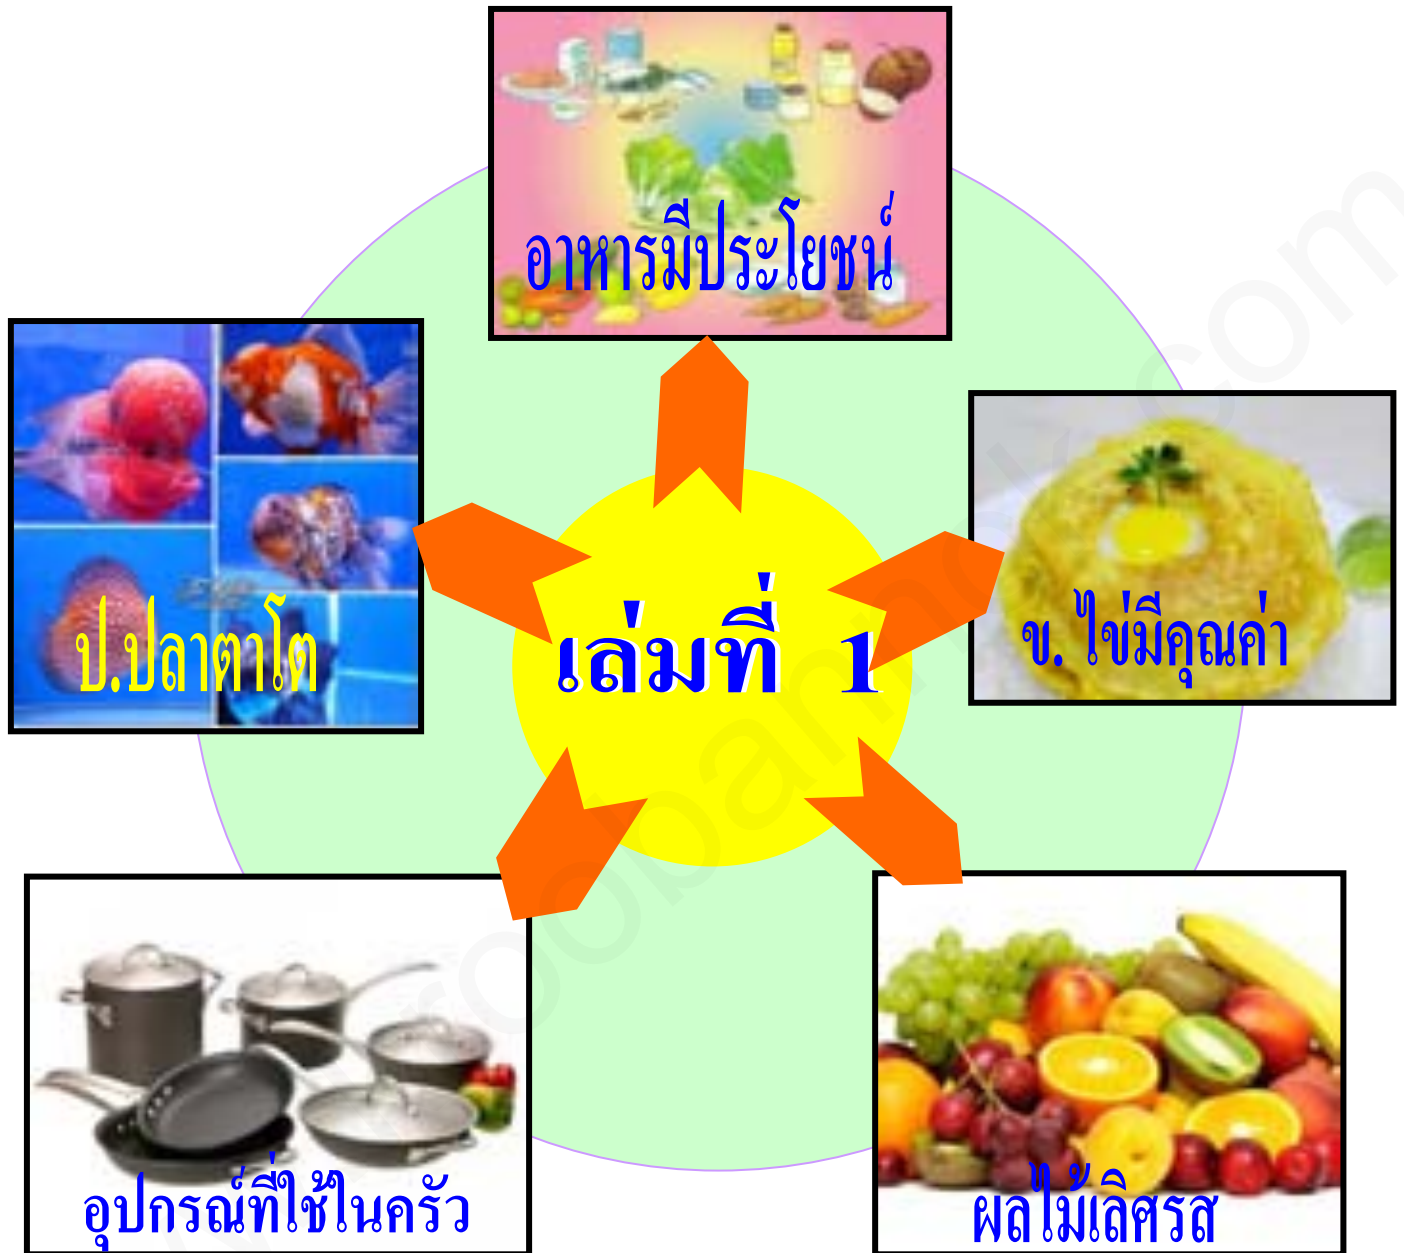 อาหารมีประโยชน์
ป.ปลาตาโต
ข. ไข่มีคุณค่า
เล่มที่ 1
อุปกรณ์ที่ใช้ในครัว
ผลไม้เลิศรส